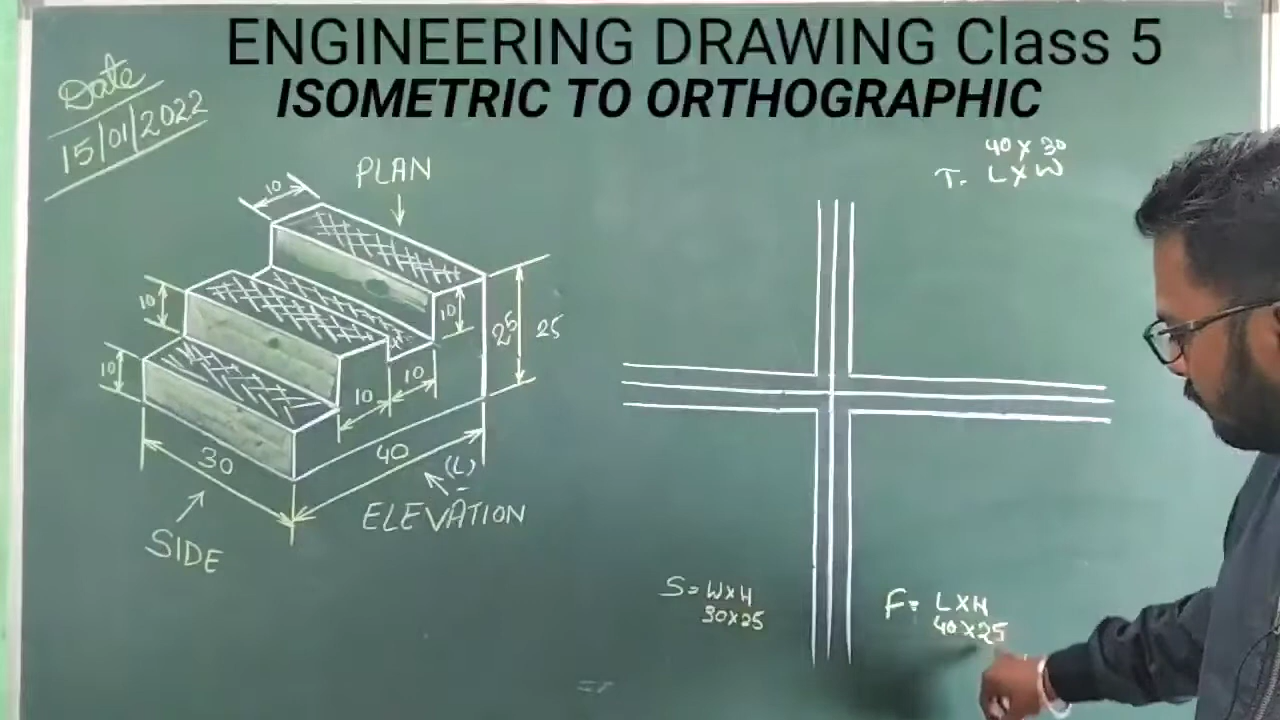 ENGINEERING DRAWING Class 5
ISOMETRIC TO ORTHOGRAPHIC
Date
15/01/2022
40 X 30
T. L X W
PLAN
10
10
10
10
25
25
10
10
10
30
40
(L)
ELEVATION
SIDE
S = W X H
30 X 25
F = L X H
40 X 25